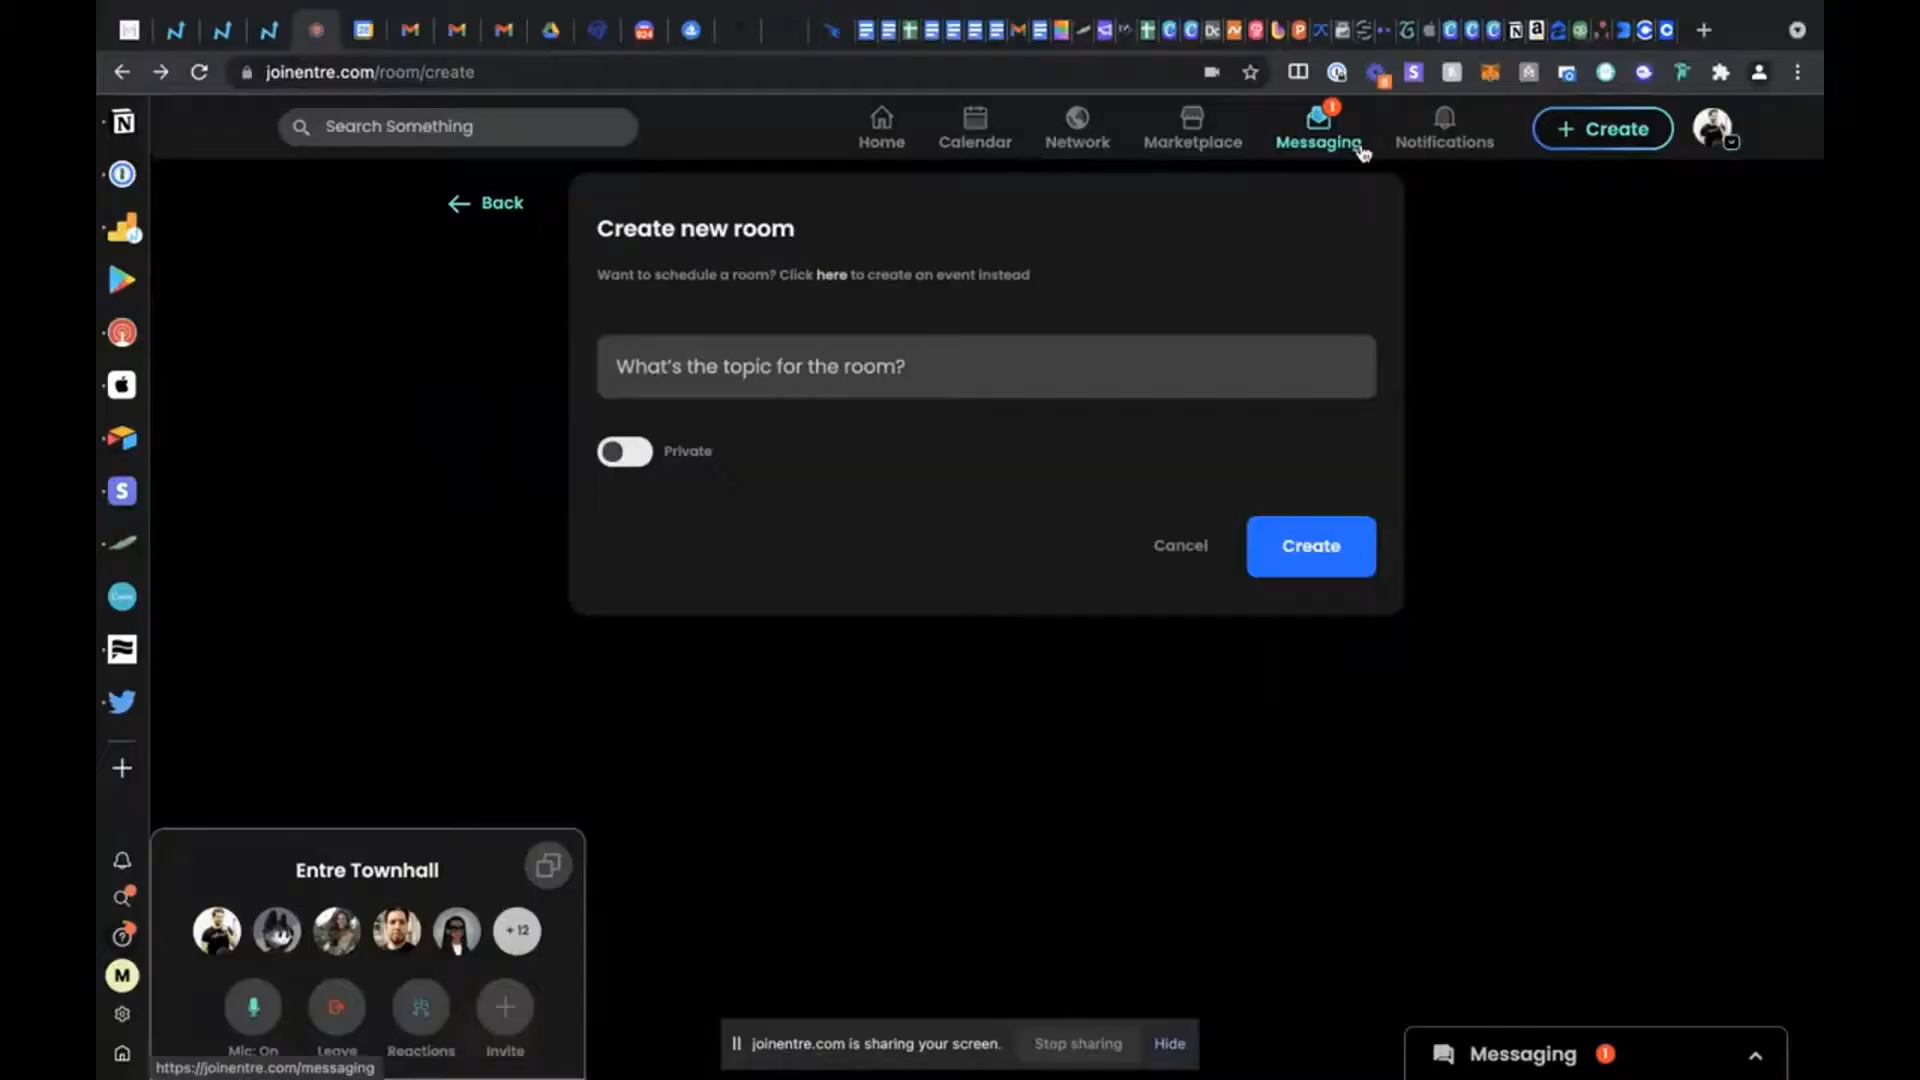 joinentre.com/room/create
Search Something
Home
Calendar
Network
Marketplace
Messaging
1
Notifications
+ Create
Back
Create new room
Want to schedule a room? Click here to create an event instead
What's the topic for the room?
Private
Cancel
Create
Entre Townhall
+12
Mic: On
Leave
Reactions
Invite
M
https://joinentre.com/messaging
joinentre.com is sharing your screen.
Stop sharing
Hide
Messaging
1